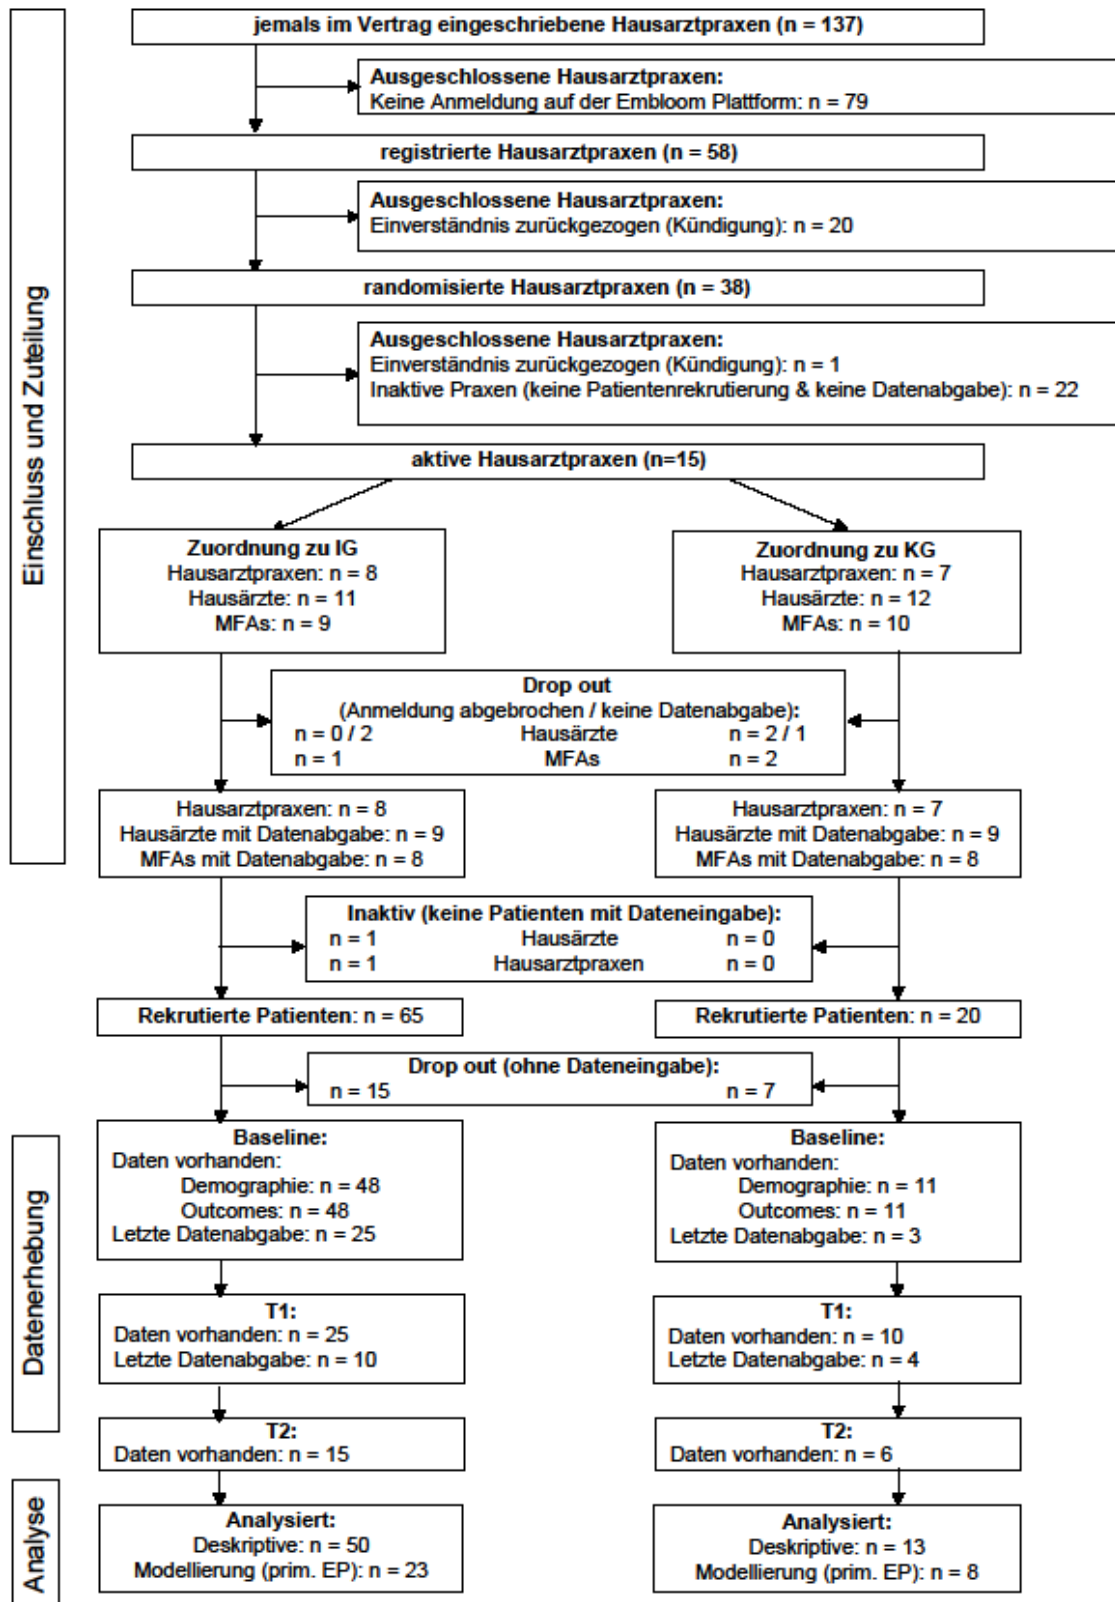 jemals im Vertrag eingeschriebene Hausarztpraxen (n = 137)
Ausgeschlossene Hausarztpraxen:
Keine Anmeldung auf der Embloom Plattform: n = 79
registrierte Hausarztpraxen (n = 58)
Ausgeschlossene Hausarztpraxen:
Einverständnis zurückgezogen (Kündigung): n = 20
randomisierte Hausarztpraxen (n = 38)
Ausgeschlossene Hausarztpraxen:
Einverständnis zurückgezogen (Kündigung): n = 1
Inaktive Praxen (keine Patientenrekrutierung & keine Datenabgabe): n = 22
aktive Hausarztpraxen (n=15)
Einschluss und Zuteilung
Zuordnung zu IG
Hausarztpraxen: n = 8
Hausärzte: n = 11
MFAs: n = 9
Zuordnung zu KG
Hausarztpraxen: n = 7
Hausärzte: n = 12
MFAs: n = 10
Drop out
(Anmeldung abgebrochen / keine Datenabgabe):
n = 0 / 2 Hausärzte n = 2 / 1
n = 1 MFAs n = 2
Hausarztpraxen: n = 8
Hausärzte mit Datenabgabe: n = 9
MFAs mit Datenabgabe: n = 8
Hausarztpraxen: n = 7
Hausärzte mit Datenabgabe: n = 9
MFAs mit Datenabgabe: n = 8
Inaktiv (keine Patienten mit Dateneingabe):
n = 1 Hausärzte n = 0
n = 1 Hausarztpraxen n = 0
Rekrutierte Patienten: n = 65
Rekrutierte Patienten: n = 20
Drop out (ohne Dateneingabe):
n = 15 n = 7
Datenerhebung
Baseline:
Daten vorhanden:
Demographie: n = 48
Outcomes: n = 48
Letzte Datenabgabe: n = 25
Baseline:
Daten vorhanden:
Demographie: n = 11
Outcomes: n = 11
Letzte Datenabgabe: n = 3
T1:
Daten vorhanden: n = 25
Letzte Datenabgabe: n = 10
T1:
Daten vorhanden: n = 10
Letzte Datenabgabe: n = 4
T2:
Daten vorhanden: n = 15
T2:
Daten vorhanden: n = 6
Analyse
Analysiert:
Deskriptive: n = 50
Modellierung (prim. EP): n = 23
Analysiert:
Deskriptive: n = 13
Modellierung (prim. EP): n = 8